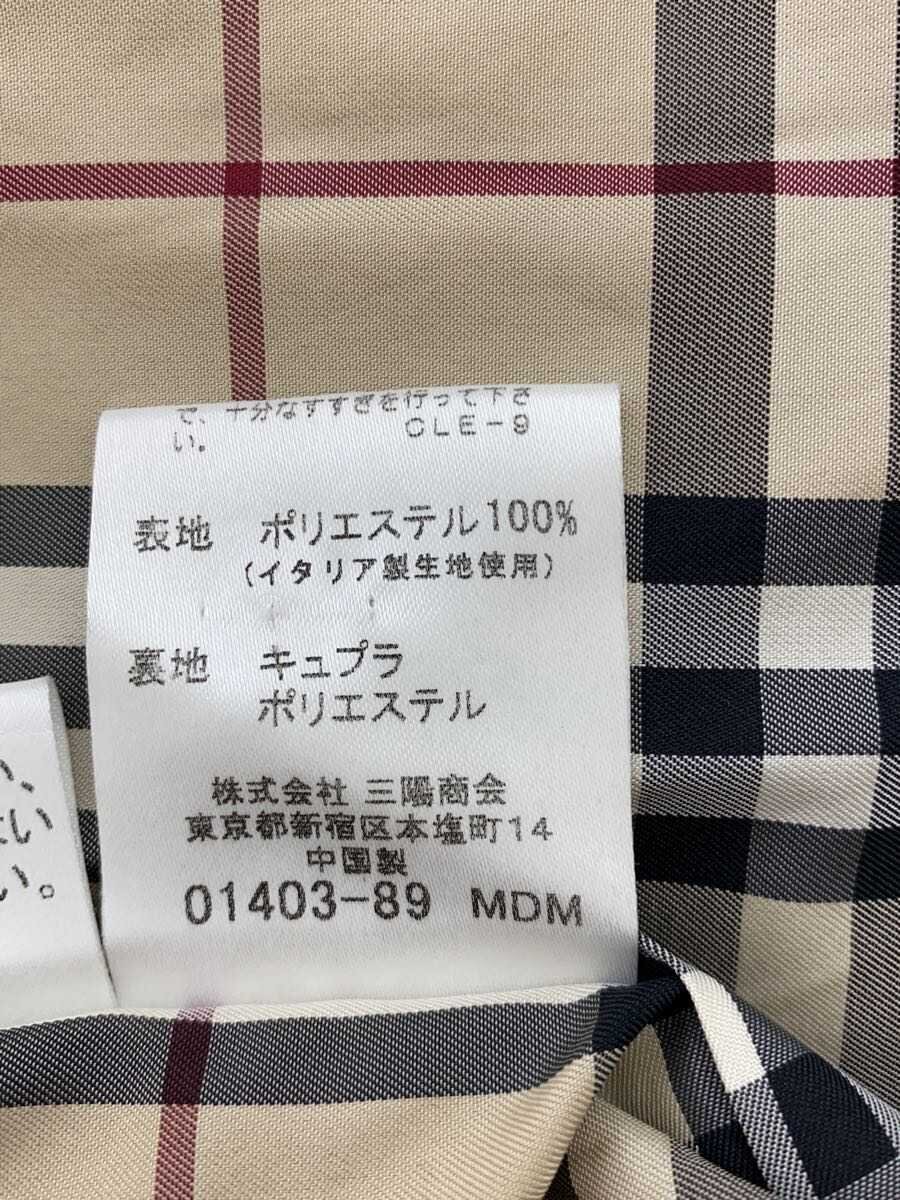 で、十分なすすぎを行って下さ
い。 CLE-9
表地 ポリエステル100%
(イタリア製生地使用)
裏地 キュプラ
ポリエステル
株式会社 三陽商会
東京都新宿区本塩町14
中国製
01403-89 MDM
い。